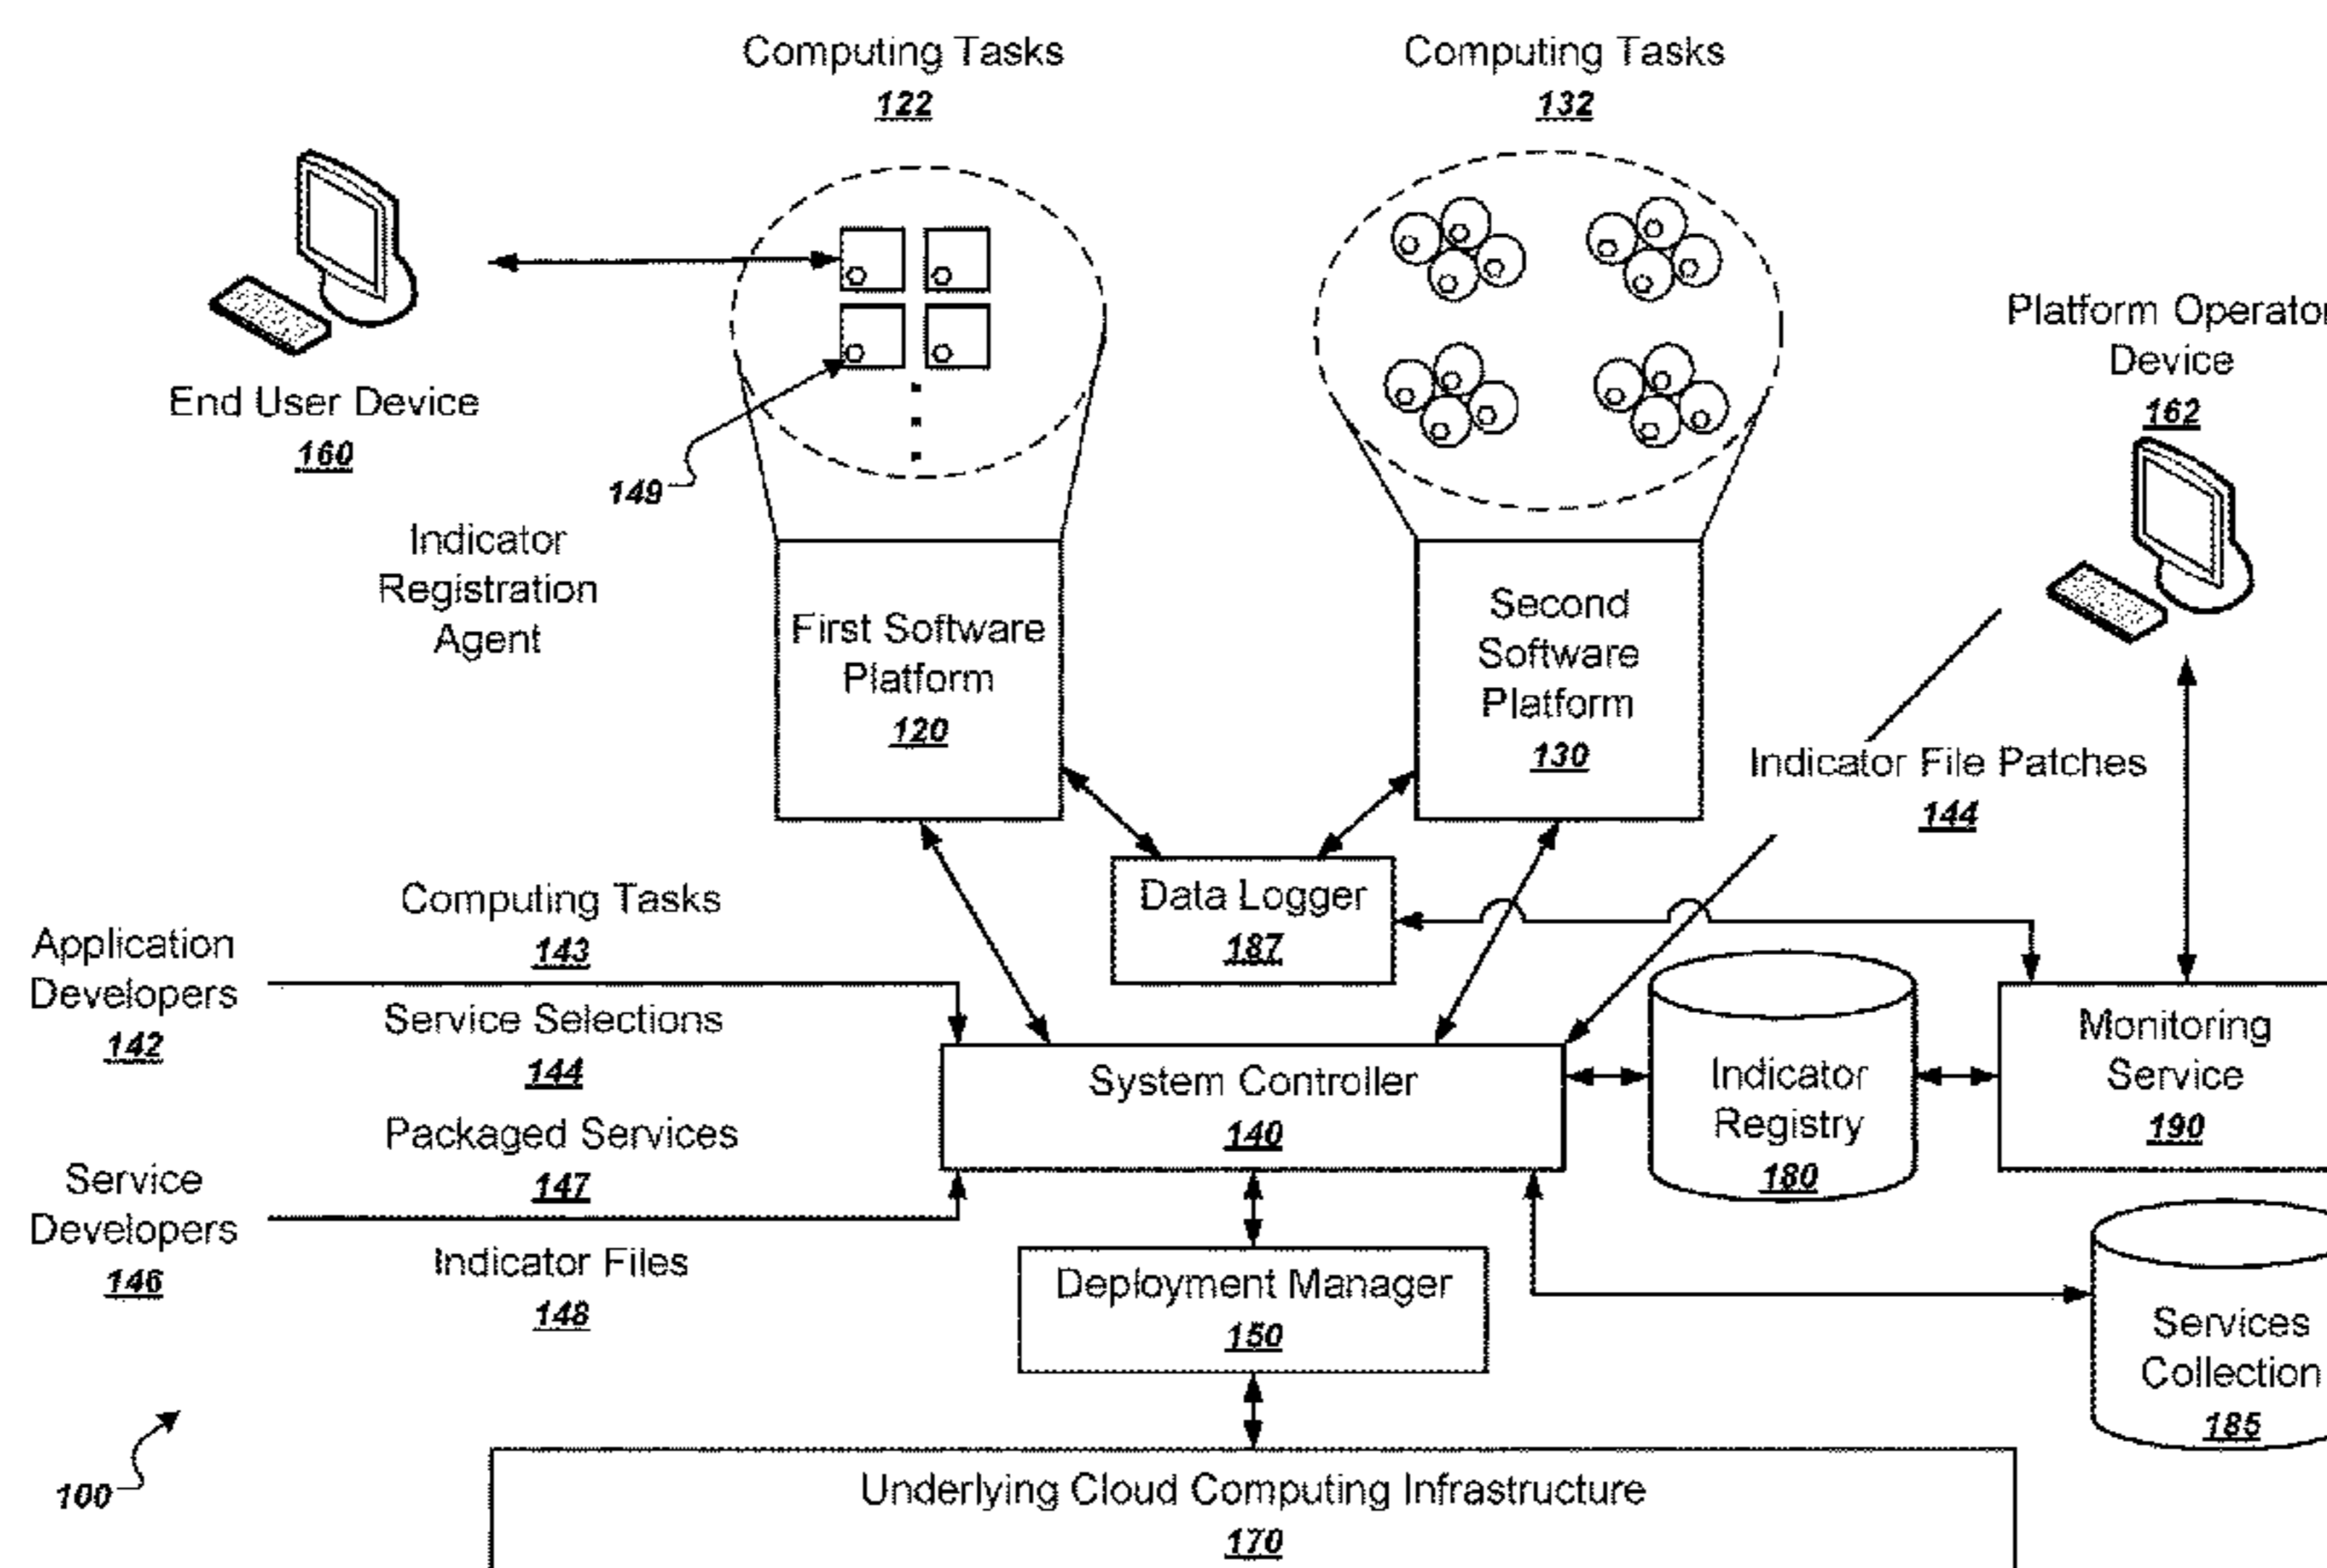 Computing Tasks
122
Computing Tasks
132
End User Device
160
149
Indicator
Registration
Agent
Platform Operator
Device
162
First Software
Platform
120
Second
Software
Platform
130
Indicator File Patches
144
Data Logger
187
Application
Developers
142
Computing Tasks
143
Service Selections
144
Packaged Services
147
Service
Developers
146
Indicator Files
148
System Controller
140
Indicator
Registry
180
Monitoring
Service
190
Deployment Manager
150
Services
Collection
185
100
Underlying Cloud Computing Infrastructure
170